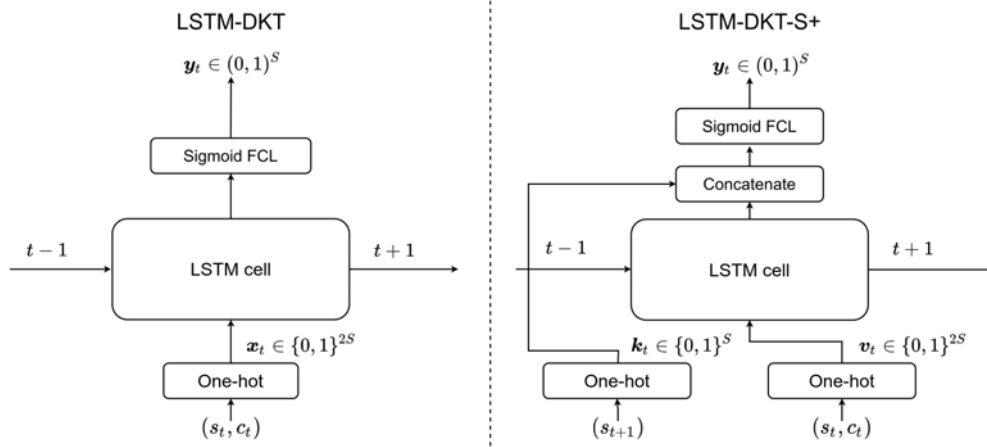 LSTM-DKT
y_t ∈ (0, 1)^S
Sigmoid FCL
t − 1
t + 1
LSTM cell
x_t ∈ {0, 1}^{2S}
One-hot
(s_t, c_t)
LSTM-DKT-S+
y_t ∈ (0, 1)^S
Sigmoid FCL
Concatenate
t − 1
t + 1
LSTM cell
k_t ∈ {0, 1}^S
v_t ∈ {0, 1}^{2S}
One-hot
One-hot
(s_{t+1})
(s_t, c_t)